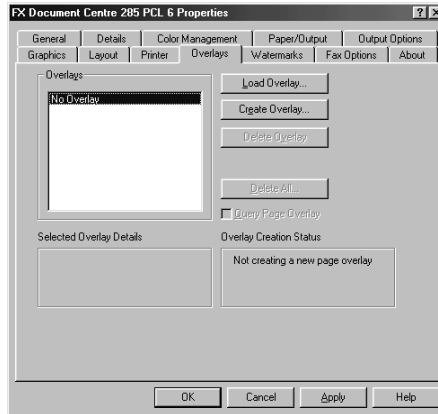 FX Document Centre 285 PCL 6 Properties
General Details Color Management Paper/Output Output Options
Graphics Layout Printer Overlays Watermarks Fax Options About
Overlays
No Overlay
Load Overlay...
Create Overlay...
Delete Overlay
Delete All...
Query Page Overlay
Selected Overlay Details
Overlay Creation Status
Not creating a new page overlay
OK Cancel Apply Help